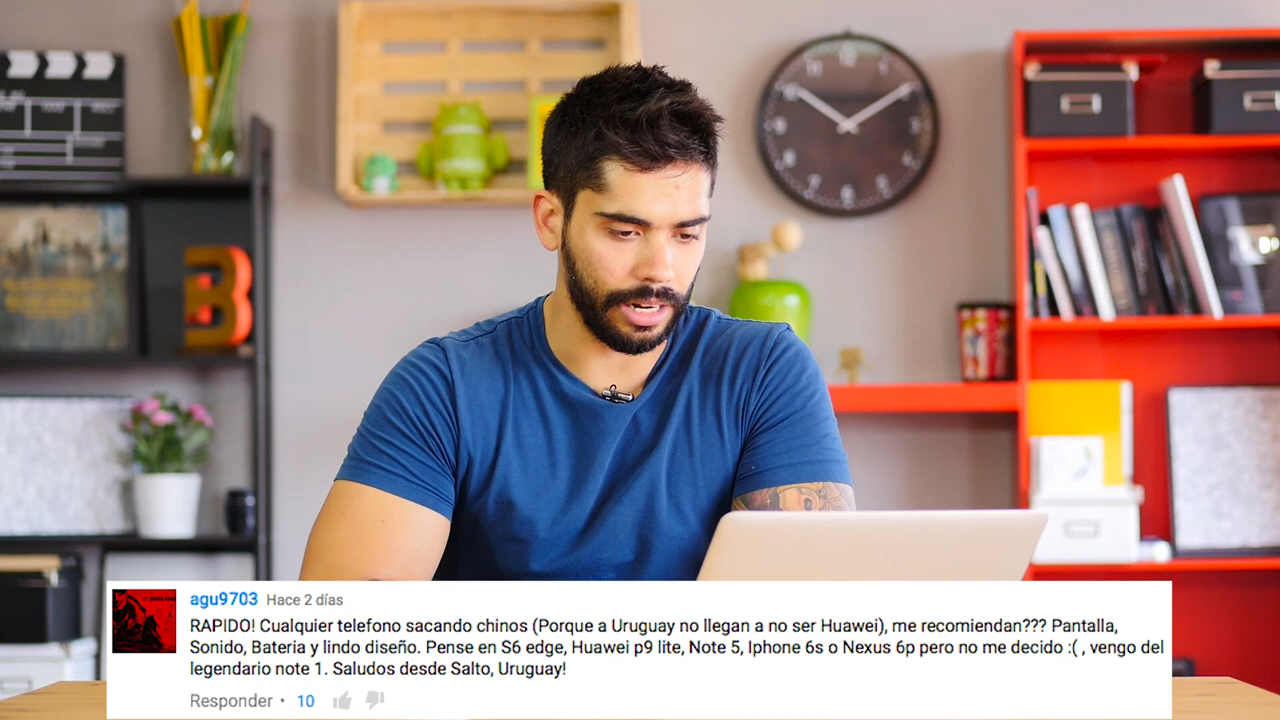 B
agu9703 Hace 2 días
RAPIDO! Cualquier telefono sacando chinos (Porque a Uruguay no llegan a no ser Huawei), me recomiendan??? Pantalla,
Sonido, Bateria y lindo diseño. Pense en S6 edge, Huawei p9 lite, Note 5, Iphone 6s o Nexus 6p pero no me decido :( , vengo del
legendario note 1. Saludos desde Salto, Uruguay!
Responder • 10